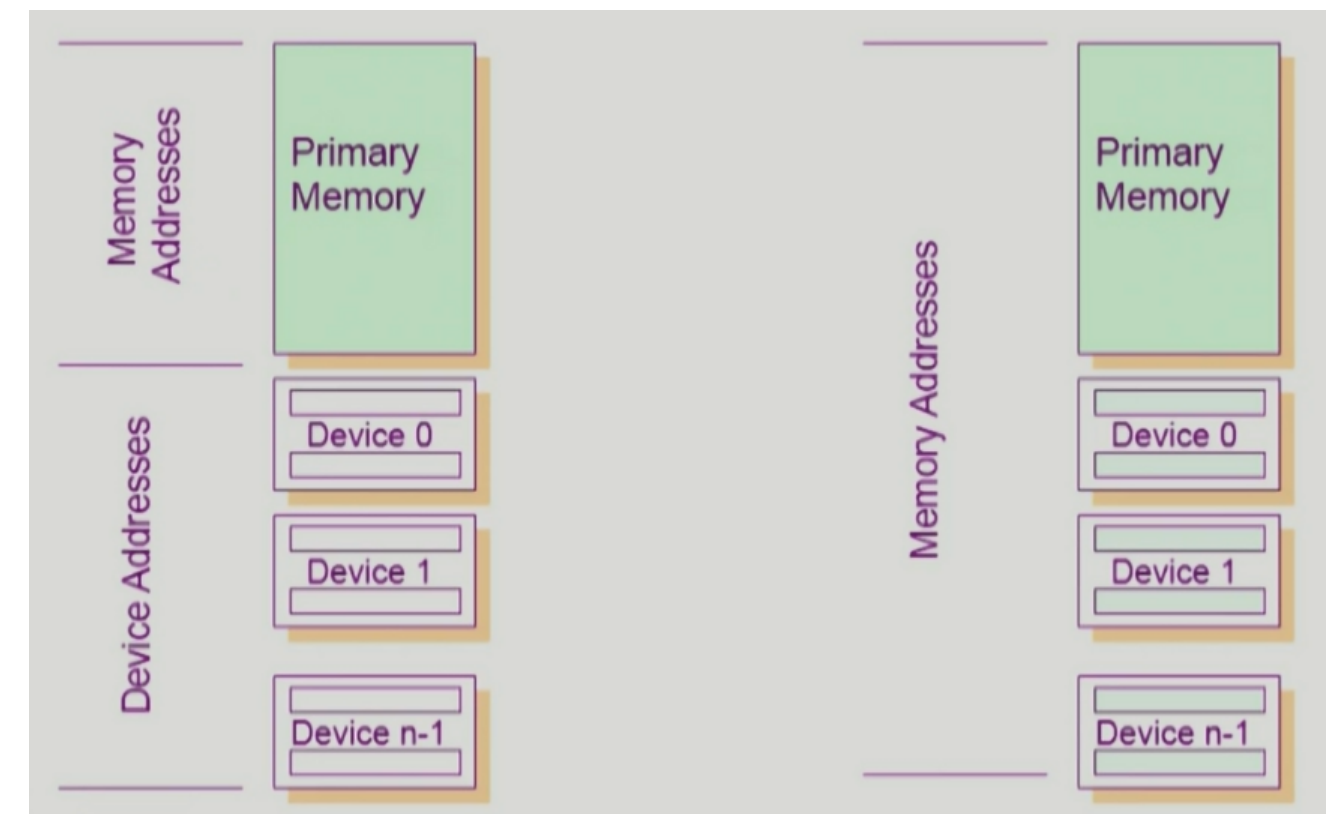 Memory
Addresses
Primary
Memory
Device Addresses
Device 0
Device 1
Device n-1
Memory Addresses
Primary
Memory
Device 0
Device 1
Device n-1